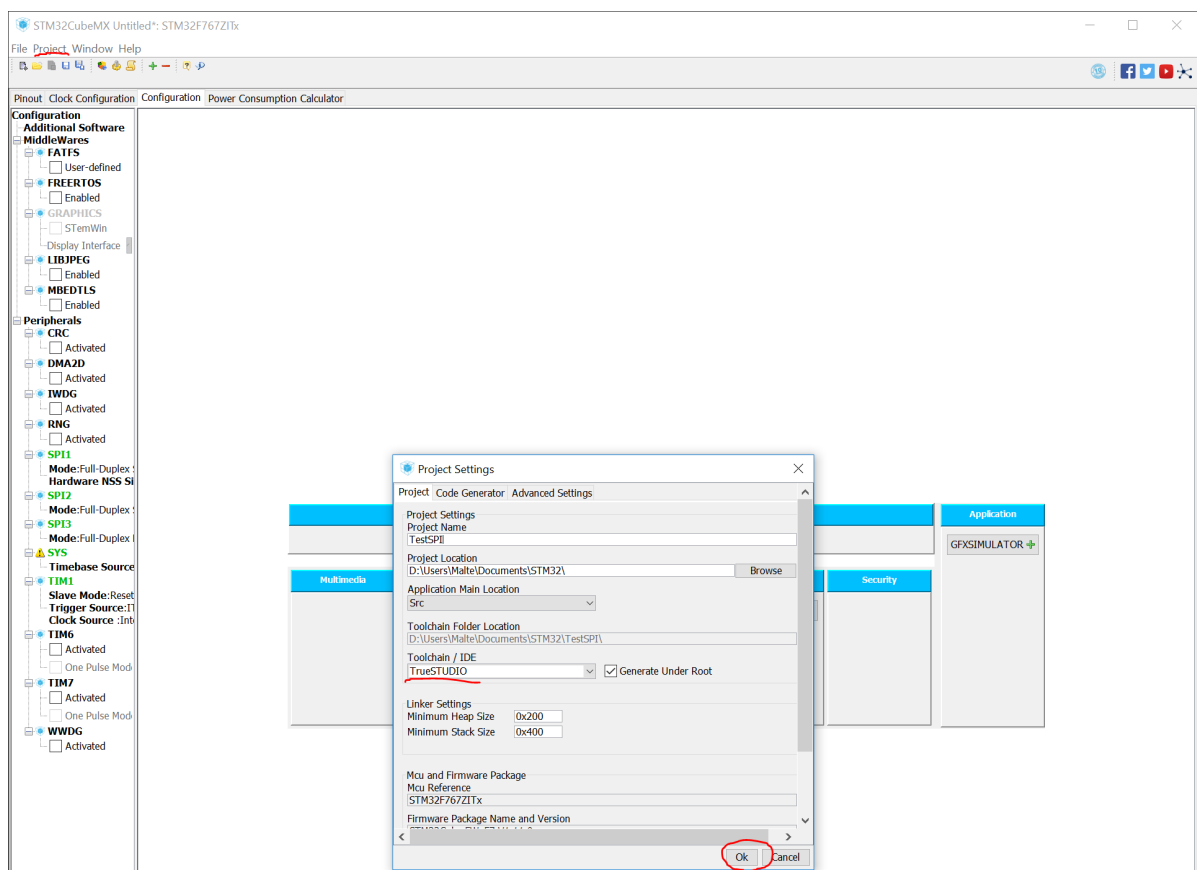 STM32CubeMX Untitled*: STM32F767ZITx
File Project Window Help
Pinout Clock Configuration Configuration Power Consumption Calculator
Configuration
Additional Software
MiddleWares
FATFS
User-defined
FREERTOS
Enabled
GRAPHICS
STemWin
Display Interface
LIBJPEG
Enabled
MBEDTLS
Enabled
Peripherals
CRC
Activated
DMA2D
Activated
IWDG
Activated
RNG
Activated
SPI1
Mode:Full-Duplex
Hardware NSS Si
SPI2
Mode:Full-Duplex
SPI3
Mode:Full-Duplex
SYS
Timebase Source
TIM1
Slave Mode:Reset
Trigger Source:IT
Clock Source :Int
TIM6
Activated
One Pulse Mod
TIM7
Activated
One Pulse Mod
WWDG
Activated
Multimedia
Security
Application
GFXSIMULATOR
Project Settings
Project Code Generator Advanced Settings
Project Settings
Project Name
TestSPI
Project Location
D:\Users\Malte\Documents\STM32\ Browse
Application Main Location
Src
Toolchain Folder Location
D:\Users\Malte\Documents\STM32\TestSPI\
Toolchain / IDE
TrueSTUDIO Generate Under Root
Linker Settings
Minimum Heap Size 0x200
Minimum Stack Size 0x400
Mcu and Firmware Package
Mcu Reference
STM32F767ZITx
Firmware Package Name and Version
Ok Cancel